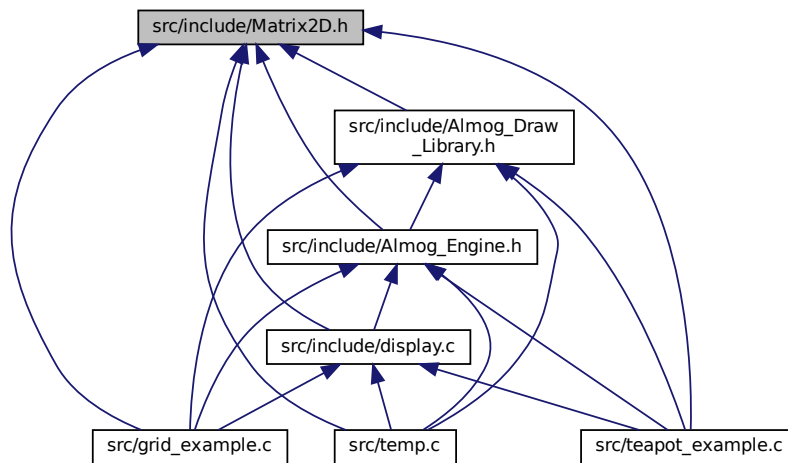 src/include/Matrix2D.h
src/include/Almog_Draw
_Library.h
src/include/Almog_Engine.h
src/include/display.c
src/grid_example.c
src/temp.c
src/teapot_example.c